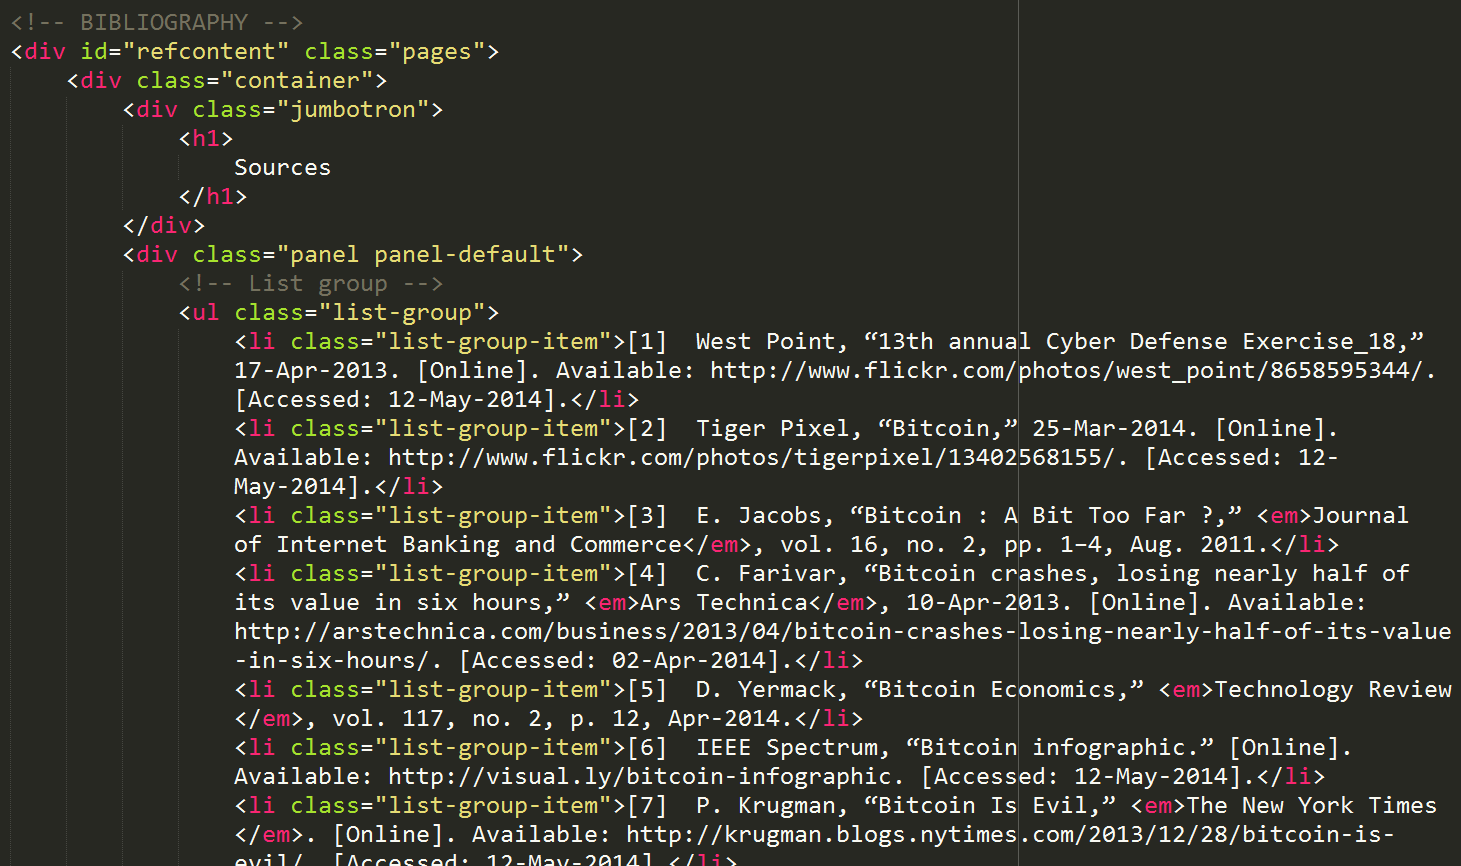 <!-- BIBLIOGRAPHY -->
<div id="refcontent" class="pages">
<div class="container">
<div class="jumbotron">
<h1>
Sources
</h1>
</div>
<div class="panel panel-default">
<!-- List group -->
<ul class="list-group">
<li class="list-group-item">[1]  West Point, “13th annual Cyber Defense Exercise_18,”
17-Apr-2013. [Online]. Available: http://www.flickr.com/photos/west_point/8658595344/.
[Accessed: 12-May-2014].</li>
<li class="list-group-item">[2]  Tiger Pixel, “Bitcoin,” 25-Mar-2014. [Online].
Available: http://www.flickr.com/photos/tigerpixel/13402568155/. [Accessed: 12-
May-2014].</li>
<li class="list-group-item">[3]  E. Jacobs, “Bitcoin : A Bit Too Far ?,” <em>Journal
of Internet Banking and Commerce</em>, vol. 16, no. 2, pp. 1–4, Aug. 2011.</li>
<li class="list-group-item">[4]  C. Farivar, “Bitcoin crashes, losing nearly half of
its value in six hours,” <em>Ars Technica</em>, 10-Apr-2013. [Online]. Available:
http://arstechnica.com/business/2013/04/bitcoin-crashes-losing-nearly-half-of-its-value
-in-six-hours/. [Accessed: 02-Apr-2014].</li>
<li class="list-group-item">[5]  D. Yermack, “Bitcoin Economics,” <em>Technology Review
</em>, vol. 117, no. 2, p. 12, Apr-2014.</li>
<li class="list-group-item">[6]  IEEE Spectrum, “Bitcoin infographic.” [Online].
Available: http://visual.ly/bitcoin-infographic. [Accessed: 12-May-2014].</li>
<li class="list-group-item">[7]  P. Krugman, “Bitcoin Is Evil,” <em>The New York Times
</em>. [Online]. Available: http://krugman.blogs.nytimes.com/2013/12/28/bitcoin-is-
evil/. [Accessed: 12-May-2014].</li>